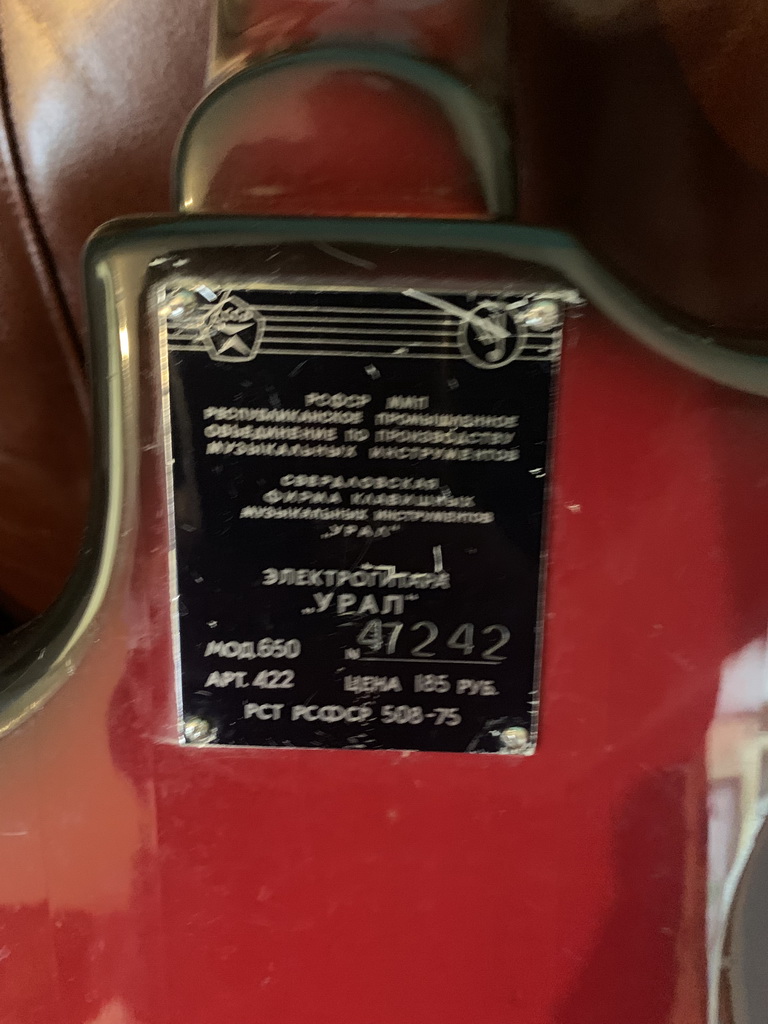 РСФСР МИП
РЕСПУБЛИКАНСКОЕ ПРОМЫШЛЕННОЕ
ОБЪЕДИНЕНИЕ ПО ПРОИЗВОДСТВУ
МУЗЫКАЛЬНЫХ ИНСТРУМЕНТОВ
СВЕРДЛОВСКАЯ
ФИРМА КЛАВИШНЫХ
МУЗЫКАЛЬНЫХ ИНСТРУМЕНТОВ
„УРАЛ“
ЭЛЕКТРОГИТАРА
„УРАЛ“
МОД.650 № 47242
АРТ. 422 ЦЕНА 185 РУБ.
РСТ РСФСР 508-75